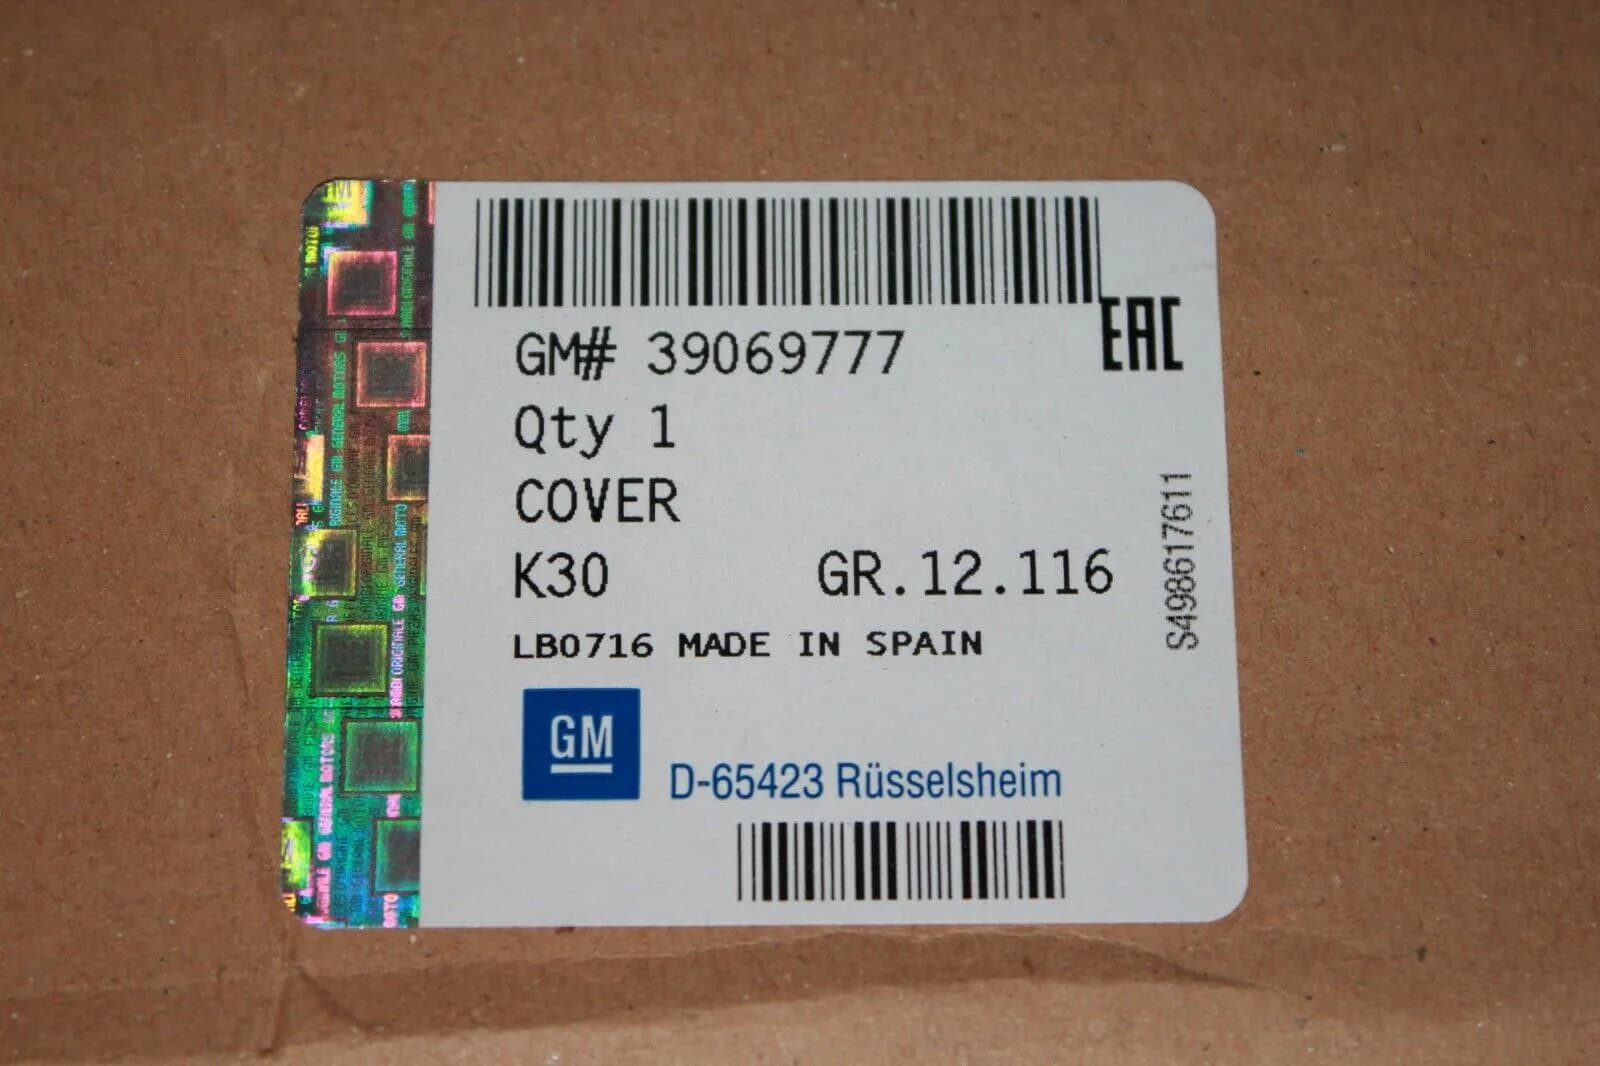 GM# 39069777
EAC
Qty 1
COVER
K30 GR.12.116
LB0716 MADE IN SPAIN
S498617611
GM
D-65423 Rüsselsheim